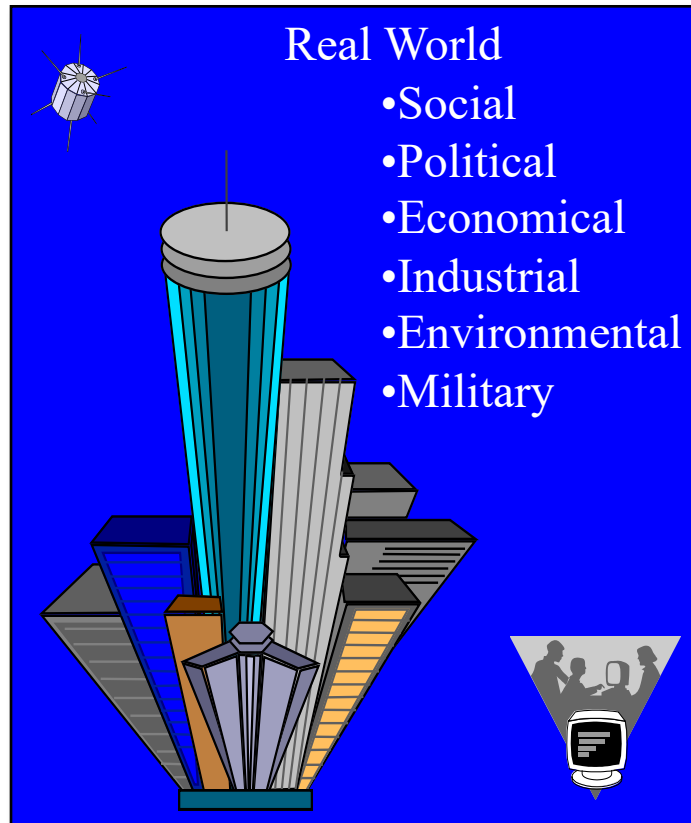 Real World
•Social
•Political
•Economical
•Industrial
•Environmental
•Military